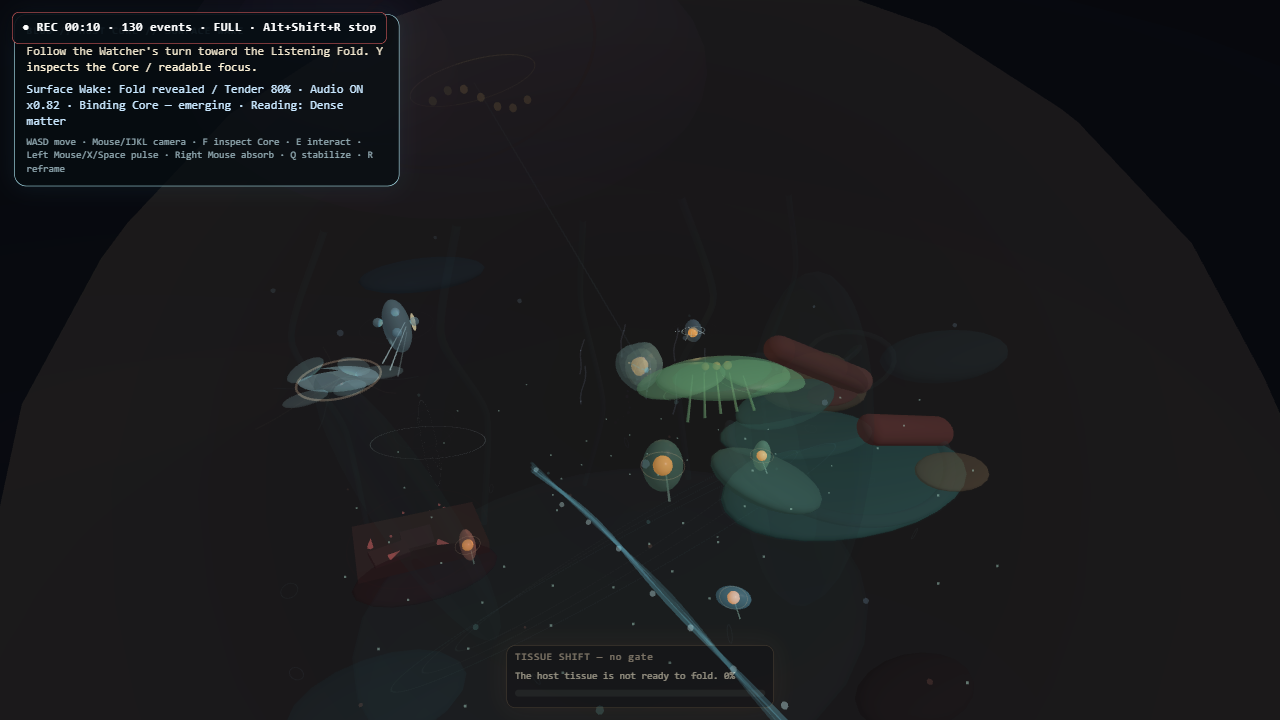 ● REC 00:10 · 130 events · FULL · Alt+Shift+R stop
Follow the Watcher's turn toward the Listening Fold. Y
inspects the Core / readable focus.
Surface Wake: Fold revealed / Tender 80% · Audio ON
x0.82 · Binding Core — emerging · Reading: Dense
matter
WASD move · Mouse/IJKL camera · F inspect Core · E interact ·
Left Mouse/X/Space pulse · Right Mouse absorb · Q stabilize · R
reframe
TISSUE SHIFT — no gate
The host tissue is not ready to fold. 0%